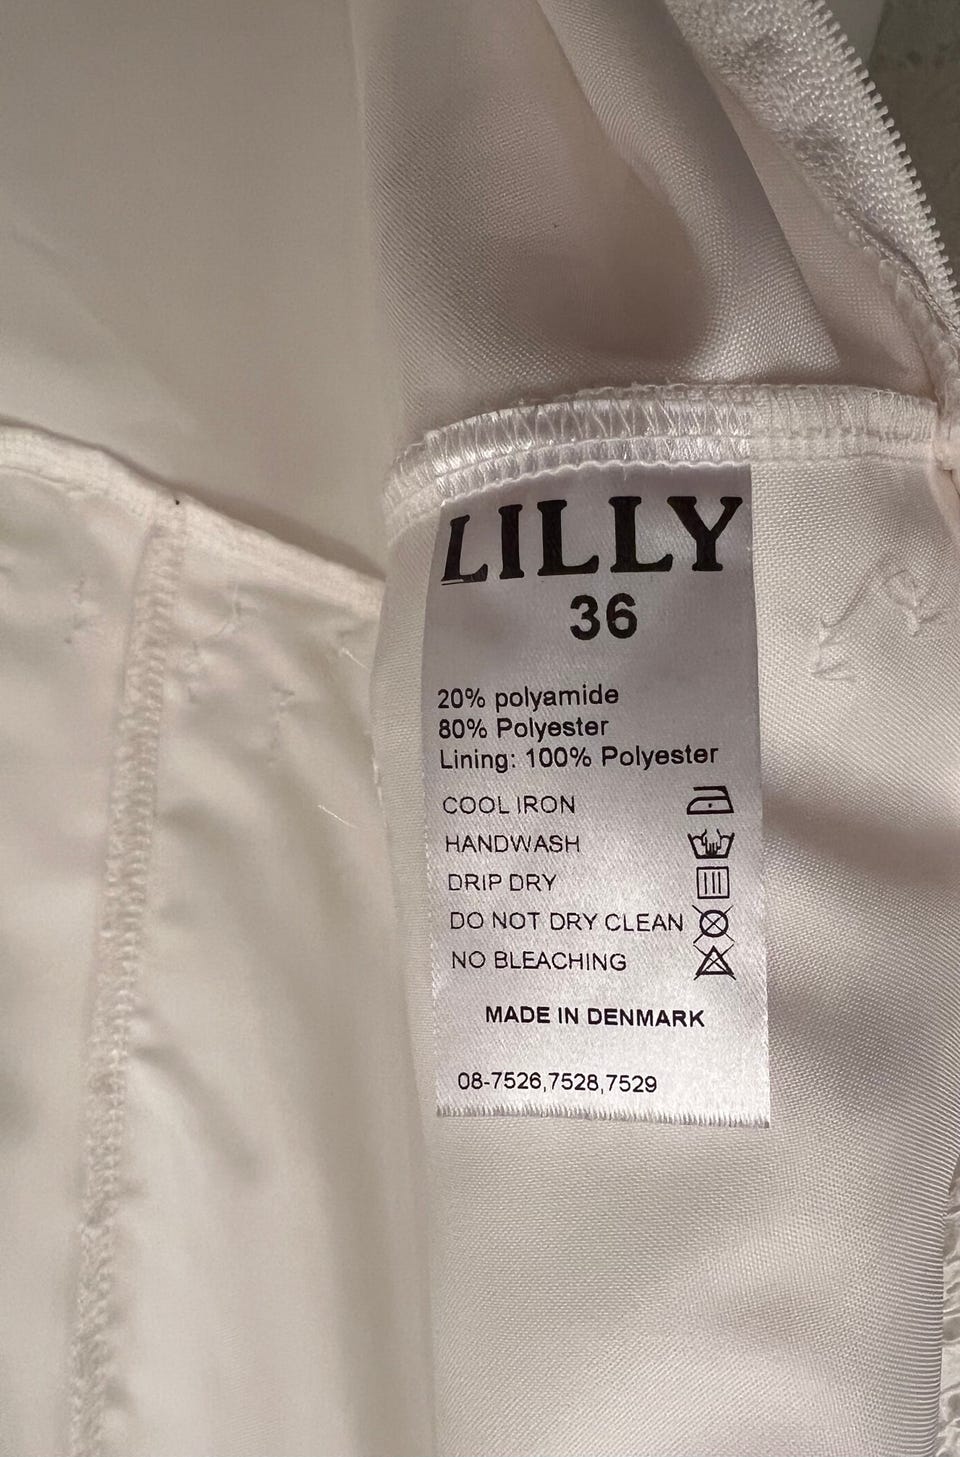 LILLY
36
20% polyamide
80% Polyester
Lining: 100% Polyester
COOL IRON
HANDWASH
DRIP DRY
DO NOT DRY CLEAN
NO BLEACHING
MADE IN DENMARK
08-7526,7528,7529